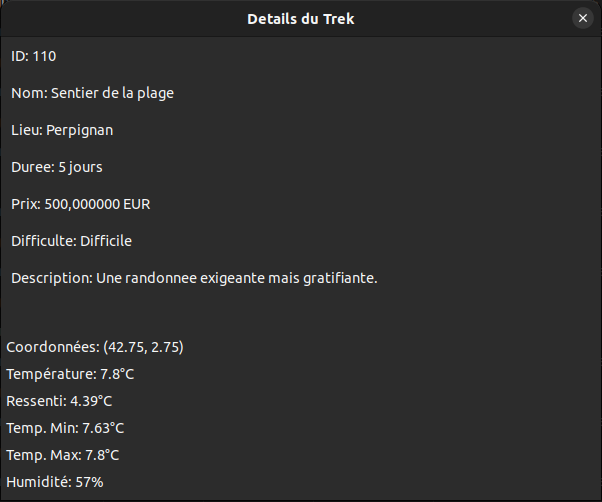 Details du Trek
ID: 110
Nom: Sentier de la plage
Lieu: Perpignan
Duree: 5 jours
Prix: 500,000000 EUR
Difficulte: Difficile
Description: Une randonnee exigeante mais gratifiante.
Coordonnées: (42.75, 2.75)
Température: 7.8°C
Ressenti: 4.39°C
Temp. Min: 7.63°C
Temp. Max: 7.8°C
Humidité: 57%